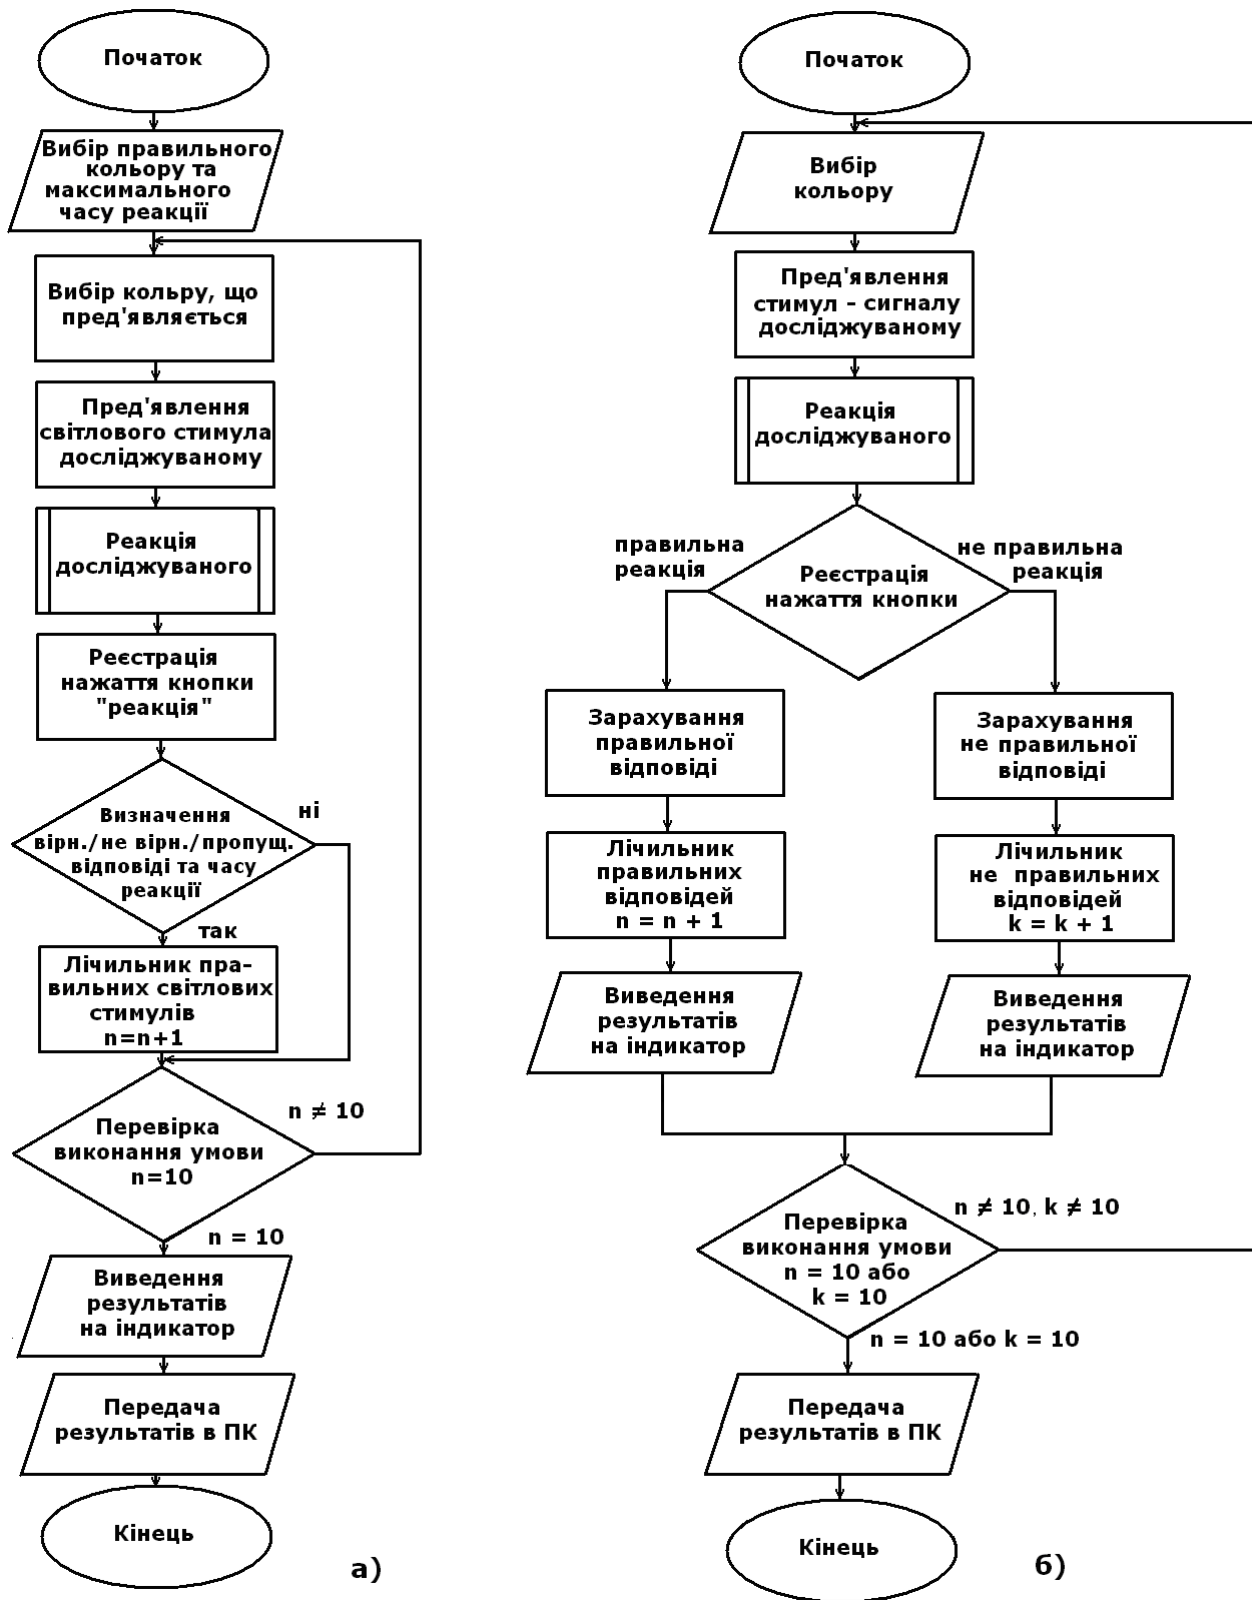 Початок
Вибір правильного
кольору та
максимального
часу реакції
Вибір кольру, що
пред'являється
Пред'явлення
світлового стимула
досліджуваному
Реакція
досліджуваного
Реєстрація
нажаття кнопки
"реакція"
Визначення
вірн./не вірн./пропущ.
відповіді та часу
реакції
ні
так
Лічильник пра-
вильних світлових
стимулів
n=n+1
Перевірка
виконання умови
n=10
n ≠ 10
n = 10
Виведення
результатів
на індикатор
Передача
результатів в ПК
Кінець
а)
Початок
Вибір
кольору
Пред'явлення
стимул - сигналу
досліджуваному
Реакція
досліджуваного
правильна
реакція
не правильна
реакція
Реєстрація
нажаття кнопки
Зарахування
правильної
відповіді
Зарахування
не правильної
відповіді
Лічильник
правильних
відповідей
n = n + 1
Лічильник
не правильних
відповідей
k = k + 1
Виведення
результатів
на індикатор
Виведення
результатів
на індикатор
Перевірка
виконання умови
n = 10 або
k = 10
n ≠ 10, k ≠ 10
n = 10 або k = 10
Передача
результатів в ПК
Кінець
б)